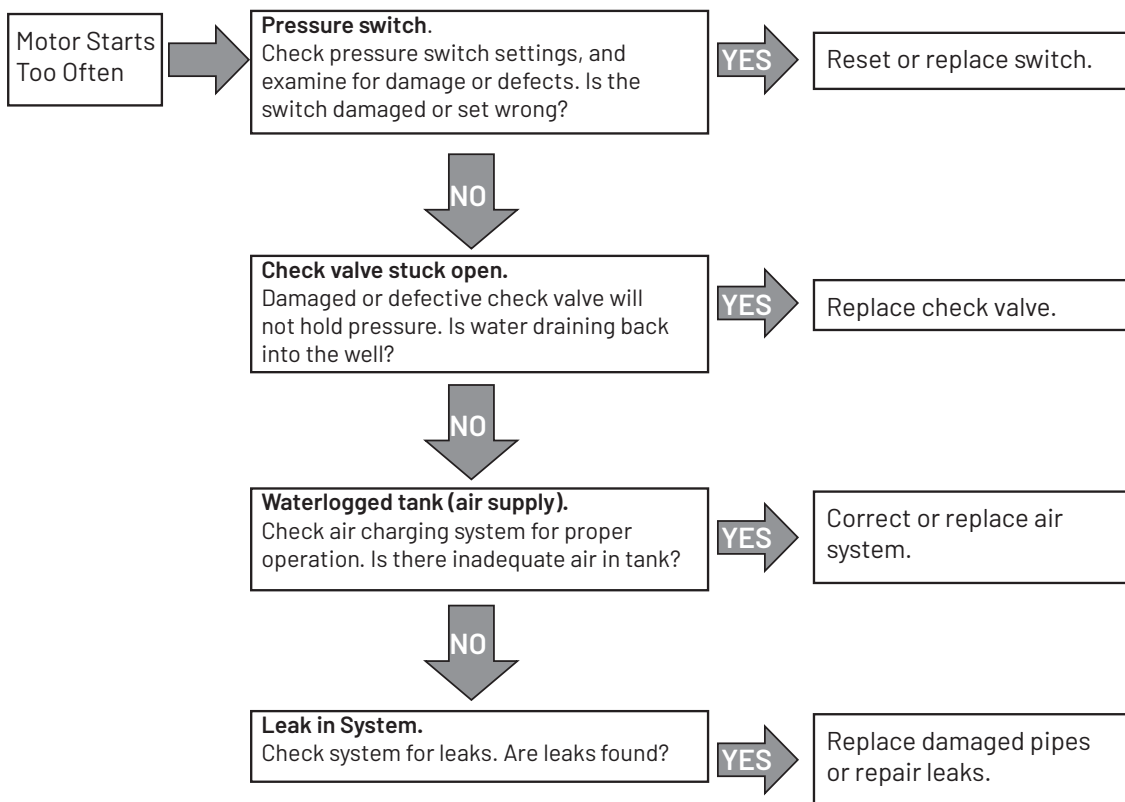 Motor Starts
Too Often
Pressure switch.
Check pressure switch settings, and
examine for damage or defects. Is the
switch damaged or set wrong?
YES
Reset or replace switch.
NO
Check valve stuck open.
Damaged or defective check valve will
not hold pressure. Is water draining back
into the well?
YES
Replace check valve.
NO
Waterlogged tank (air supply).
Check air charging system for proper
operation. Is there inadequate air in tank?
YES
Correct or replace air
system.
NO
Leak in System.
Check system for leaks. Are leaks found?
YES
Replace damaged pipes
or repair leaks.